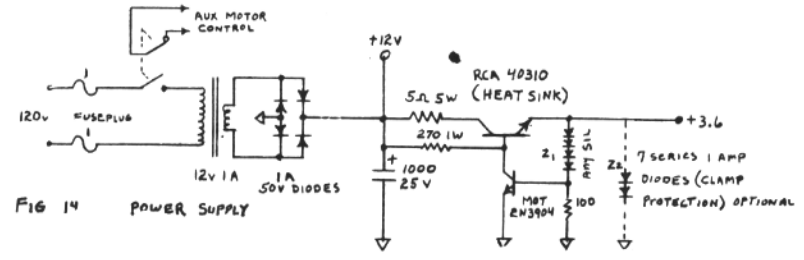 AUX MOTOR
CONTROL
+12V
RCA 40310
(HEAT SINK)
5Ω 5W
+3.6
1
120V
FUSEPLUG
1
270 1W
Z1
ANY SIL
Z2
7 SERIES 1 AMP
DIODES (CLAMP
PROTECTION) OPTIONAL
+
1000
25 V
12V 1A
1A
50V DIODES
MOT
2N3904
100
FIG 14
POWER SUPPLY